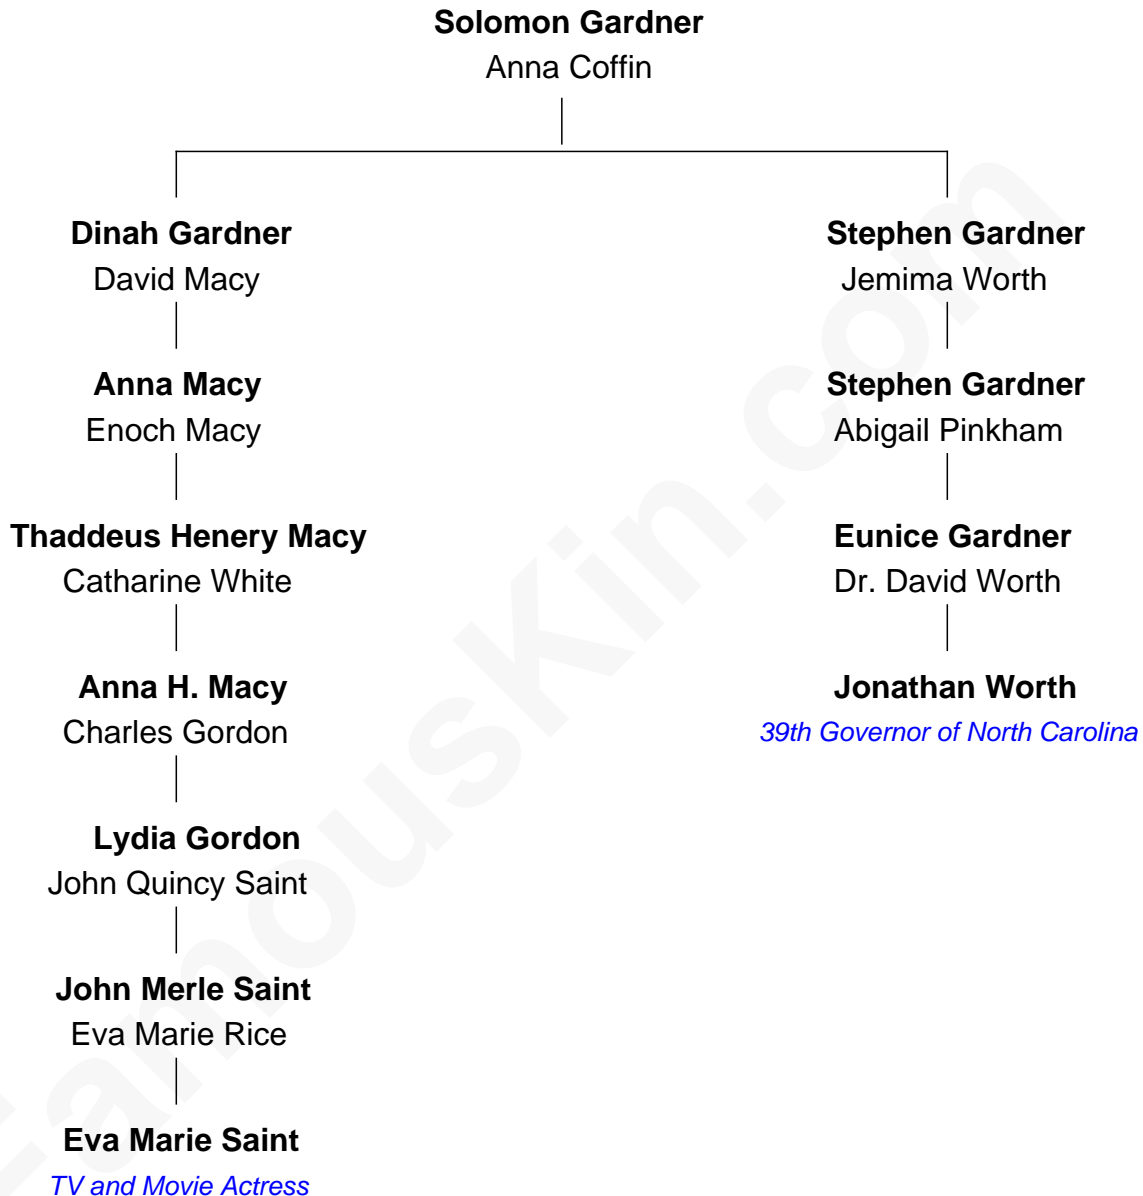 Solomon Gardner
Anna Coffin
Dinah Gardner
David Macy
Anna Macy
Enoch Macy
Thaddeus Henery Macy
Catharine White
Anna H. Macy
Charles Gordon
Lydia Gordon
John Quincy Saint
John Merle Saint
Eva Marie Rice
Eva Marie Saint
TV and Movie Actress
Stephen Gardner
Jemima Worth
Stephen Gardner
Abigail Pinkham
Eunice Gardner
Dr. David Worth
Jonathan Worth
39th Governor of North Carolina
FamousKin.com